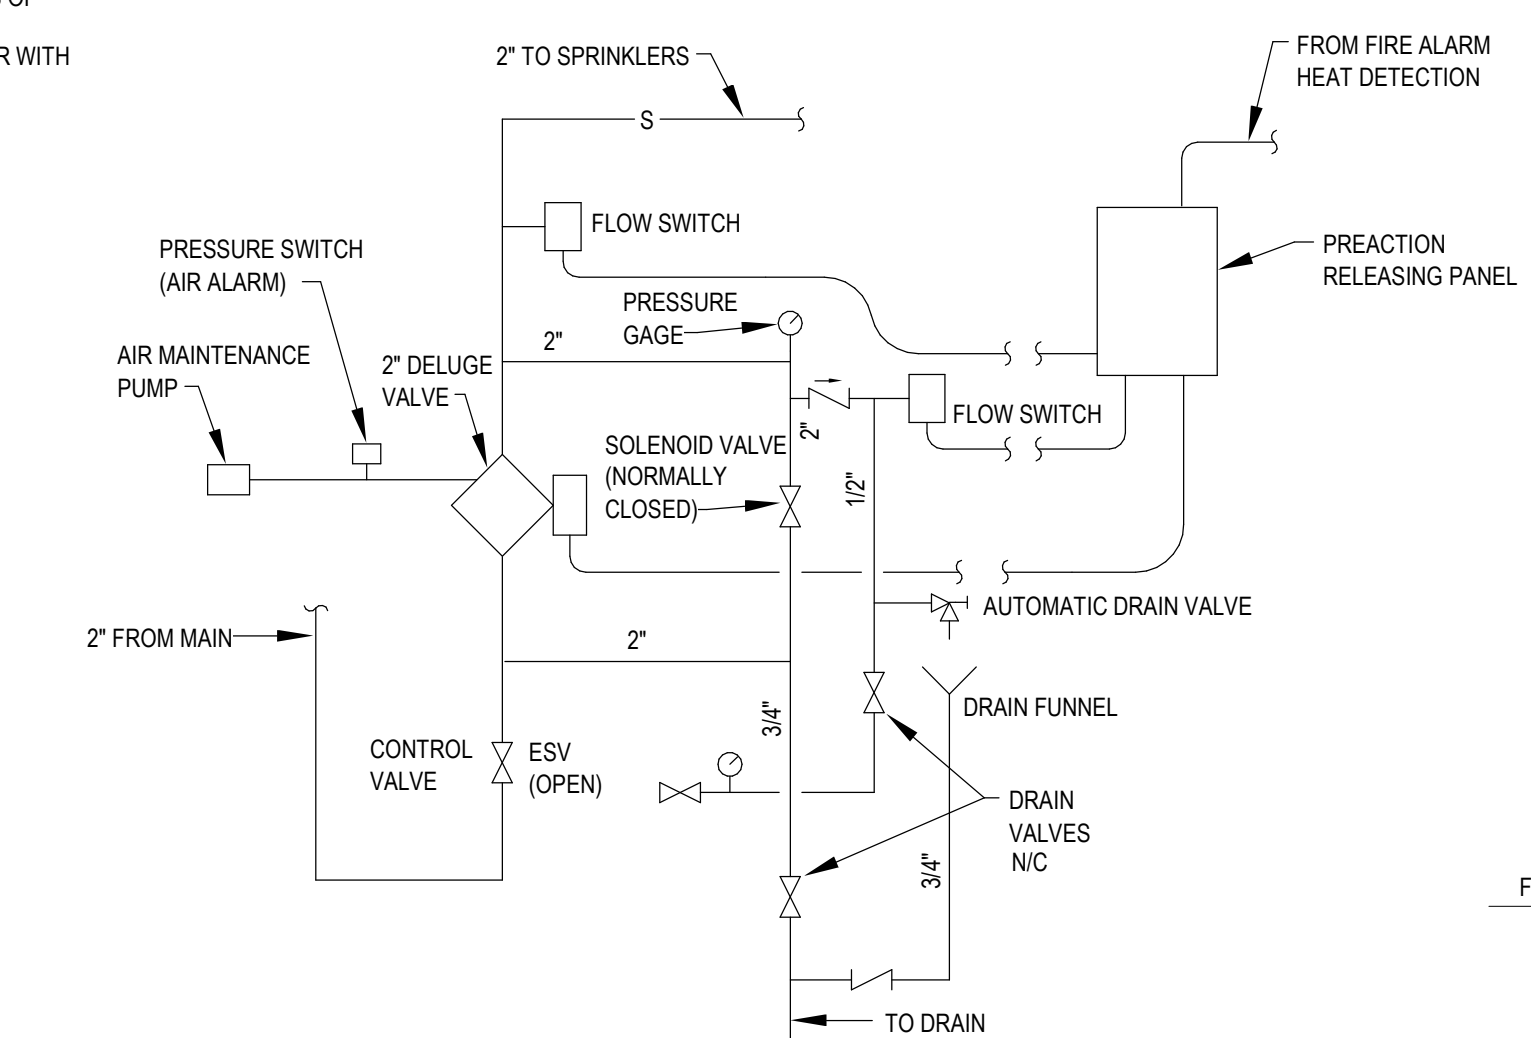 R WITH
2" TO SPRINKLERS
FROM FIRE ALARM
HEAT DETECTION
S
FLOW SWITCH
PRESSURE SWITCH
(AIR ALARM)
PREACTION
RELEASING PANEL
PRESSURE
GAGE
2"
AIR MAINTENANCE
PUMP
2" DELUGE
VALVE
FLOW SWITCH
2"
SOLENOID VALVE
(NORMALLY
CLOSED)
1/2"
AUTOMATIC DRAIN VALVE
2" FROM MAIN
2"
3/4"
DRAIN FUNNEL
CONTROL
VALVE
ESV
(OPEN)
DRAIN
VALVES
N/C
3/4"
F
TO DRAIN